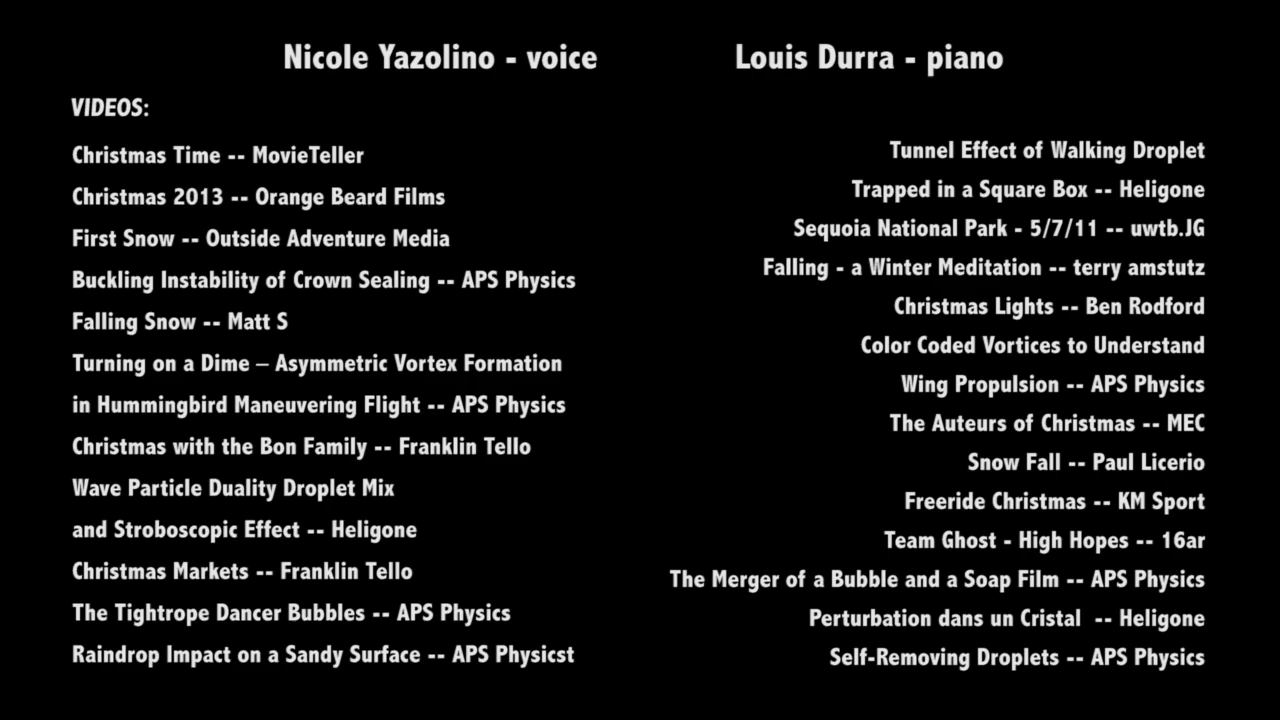 Nicole Yazolino - voice
Louis Durra - piano
VIDEOS:
Christmas Time -- MovieTeller
Christmas 2013 -- Orange Beard Films
First Snow -- Outside Adventure Media
Buckling Instability of Crown Sealing -- APS Physics
Falling Snow -- Matt S
Turning on a Dime – Asymmetric Vortex Formation
in Hummingbird Maneuvering Flight -- APS Physics
Christmas with the Bon Family -- Franklin Tello
Wave Particle Duality Droplet Mix
and Stroboscopic Effect -- Heligone
Christmas Markets -- Franklin Tello
The Tightrope Dancer Bubbles -- APS Physics
Raindrop Impact on a Sandy Surface -- APS Physicst
Tunnel Effect of Walking Droplet
Trapped in a Square Box -- Heligone
Sequoia National Park - 5/7/11 -- uwtb.JG
Falling - a Winter Meditation -- terry amstutz
Christmas Lights -- Ben Rodford
Color Coded Vortices to Understand
Wing Propulsion -- APS Physics
The Auteurs of Christmas -- MEC
Snow Fall -- Paul Licerio
Freeride Christmas -- KM Sport
Team Ghost - High Hopes -- 16ar
The Merger of a Bubble and a Soap Film -- APS Physics
Perturbation dans un Cristal -- Heligone
Self-Removing Droplets -- APS Physics